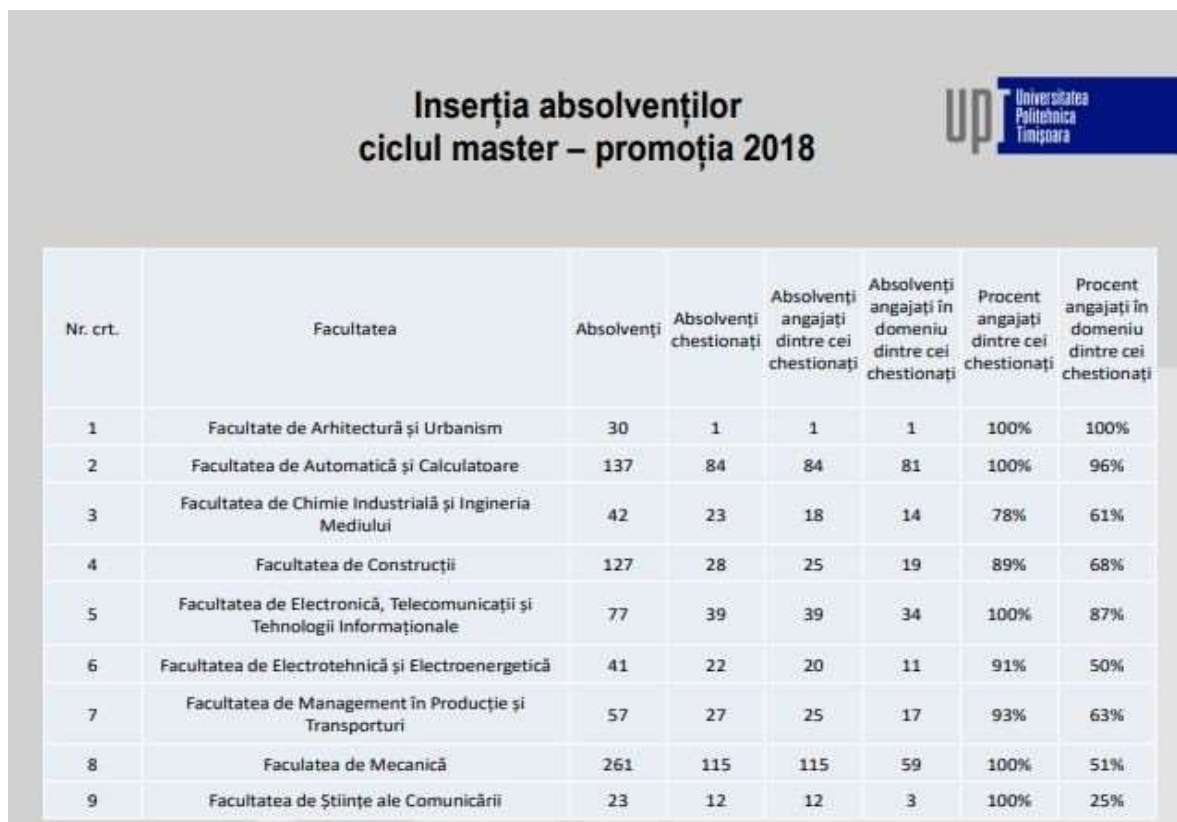 Inserția absolvenților
ciclul master – promoția 2018
UPT
Universitatea
Politehnica
Timișoara
Nr. crt.
Facultatea
Absolvenți
Absolvenți
chestionați
Absolvenți
angajați
dintre cei
chestionați
Absolvenți
angajați în
domeniu
dintre cei
chestionați
Procent
angajați
dintre cei
chestionați
Procent
angajați în
domeniu
dintre cei
chestionați
1 Facultate de Arhitectură și Urbanism 30 1 1 1 100% 100%
2 Facultatea de Automatică și Calculatoare 137 84 84 81 100% 96%
3 Facultatea de Chimie Industrială și Ingineria
Mediului 42 23 18 14 78% 61%
4 Facultatea de Construcții 127 28 25 19 89% 68%
5 Facultatea de Electronică, Telecomunicații și
Tehnologii Informaționale 77 39 39 34 100% 87%
6 Facultatea de Electrotehnică și Electroenergetică 41 22 20 11 91% 50%
7 Facultatea de Management în Producție și
Transporturi 57 27 25 17 93% 63%
8 Faculatea de Mecanică 261 115 115 59 100% 51%
9 Facultatea de Științe ale Comunicării 23 12 12 3 100% 25%